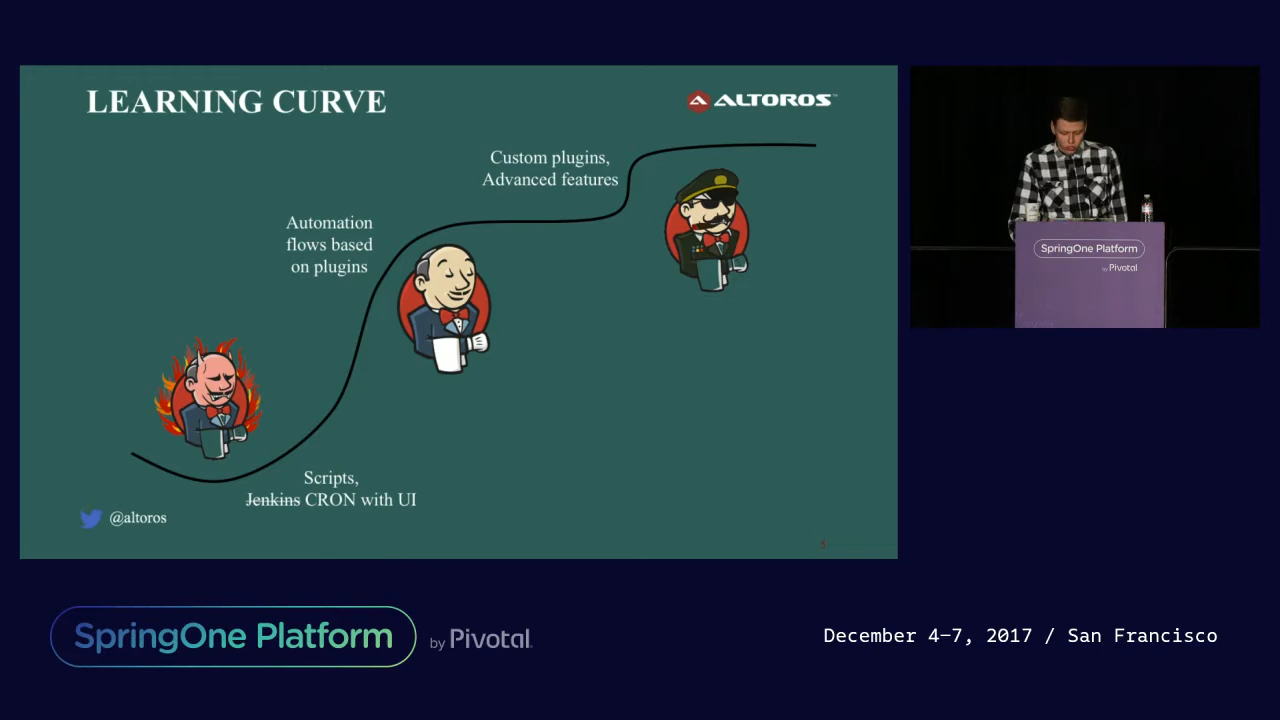 LEARNING CURVE
ALTOROS
Custom plugins,
Advanced features
Automation
flows based
on plugins
Scripts,
Jenkins CRON with UI
@altoros
5
SpringOne Platform
by Pivotal
SpringOne Platform
by Pivotal
December 4–7, 2017 / San Francisco